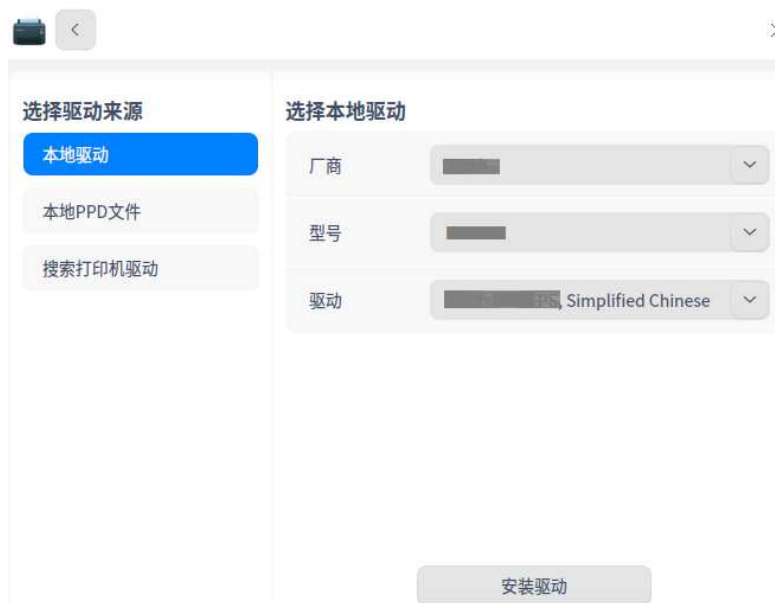 选择驱动来源
本地驱动
本地PPD文件
搜索打印机驱动
选择本地驱动
厂商
型号
驱动
, Simplified Chinese
安装驱动